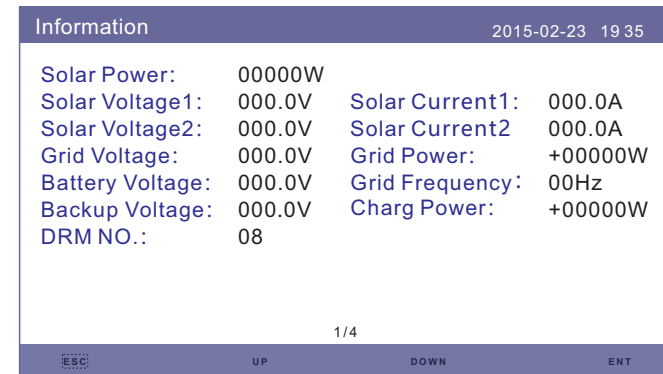 Information 2015-02-23 19 35
Solar Power: 00000W
Solar Voltage1: 000.0V Solar Current1: 000.0A
Solar Voltage2: 000.0V Solar Current2 000.0A
Grid Voltage: 000.0V Grid Power: +00000W
Battery Voltage: 000.0V Grid Frequency: 00Hz
Backup Voltage: 000.0V Charg Power: +00000W
DRM NO.: 08
1/4
ESC UP DOWN ENT